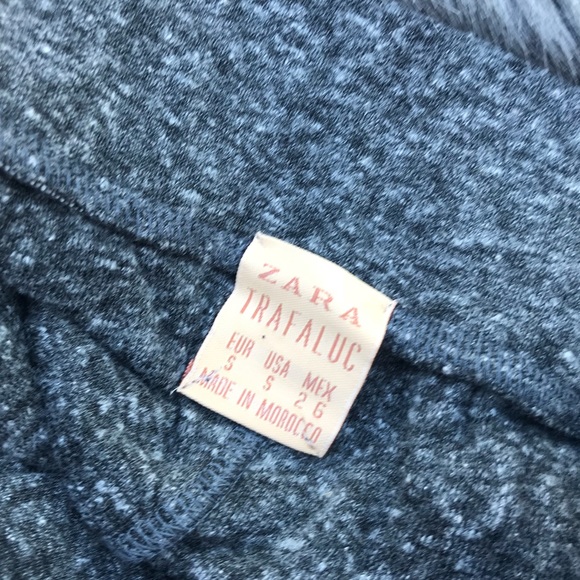 ZARA
TRAFALUC
EUR USA MEX
S S 26
MADE IN MOROCCO